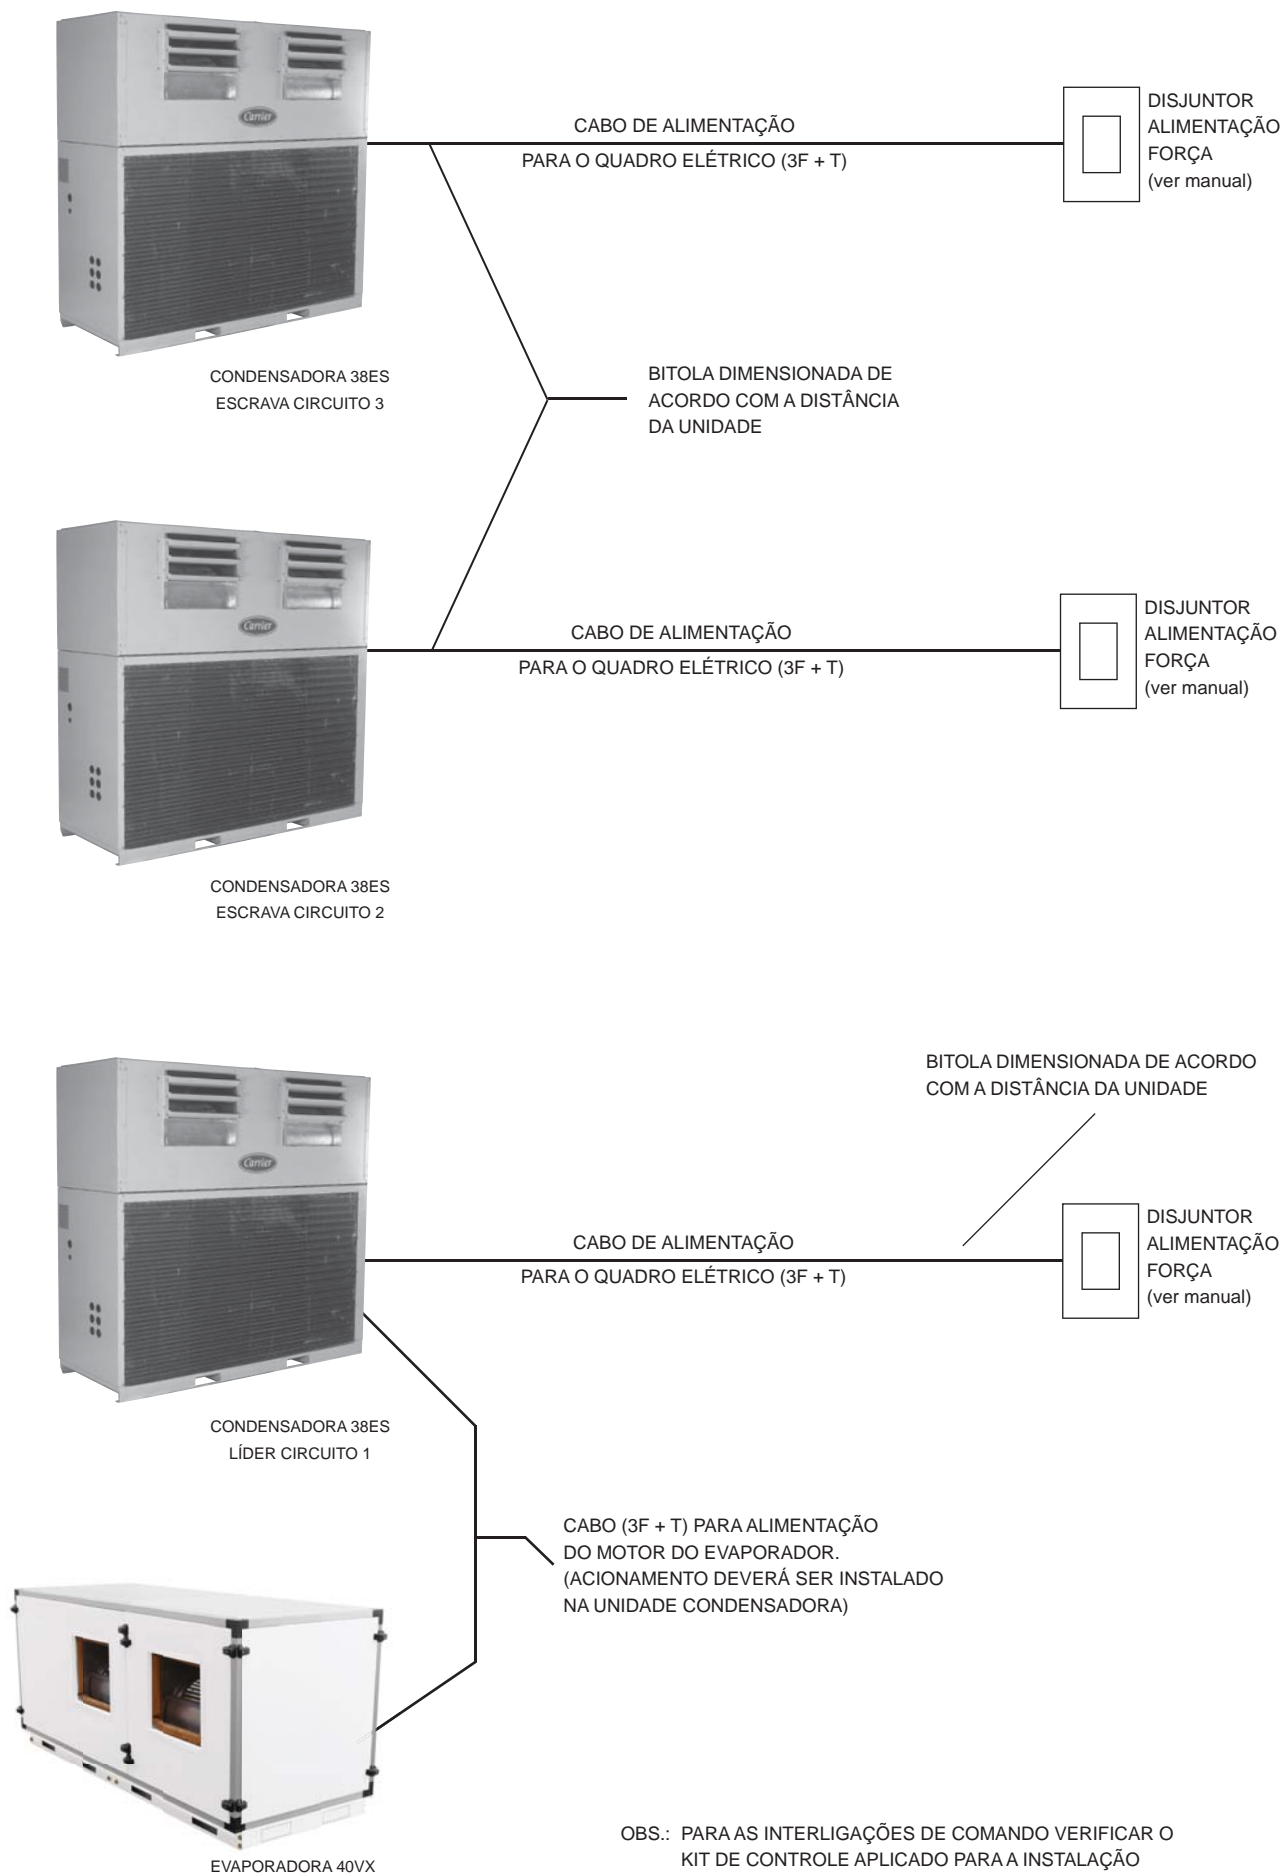 Carrier
CABO DE ALIMENTAÇÃO
PARA O QUADRO ELÉTRICO (3F + T)
DISJUNTOR
ALIMENTAÇÃO
FORÇA
(ver manual)
CONDENSADORA 38ES
ESCRAVA CIRCUITO 3
BITOLA DIMENSIONADA DE
ACORDO COM A DISTÂNCIA
DA UNIDADE
Carrier
CABO DE ALIMENTAÇÃO
PARA O QUADRO ELÉTRICO (3F + T)
DISJUNTOR
ALIMENTAÇÃO
FORÇA
(ver manual)
CONDENSADORA 38ES
ESCRAVA CIRCUITO 2
BITOLA DIMENSIONADA DE ACORDO
COM A DISTÂNCIA DA UNIDADE
Carrier
CABO DE ALIMENTAÇÃO
PARA O QUADRO ELÉTRICO (3F + T)
DISJUNTOR
ALIMENTAÇÃO
FORÇA
(ver manual)
CONDENSADORA 38ES
LÍDER CIRCUITO 1
CABO (3F + T) PARA ALIMENTAÇÃO
DO MOTOR DO EVAPORADOR.
(ACIONAMENTO DEVERÁ SER INSTALADO
NA UNIDADE CONDENSADORA)
EVAPORADORA 40VX
OBS.: PARA AS INTERLIGAÇÕES DE COMANDO VERIFICAR O
KIT DE CONTROLE APLICADO PARA A INSTALAÇÃO